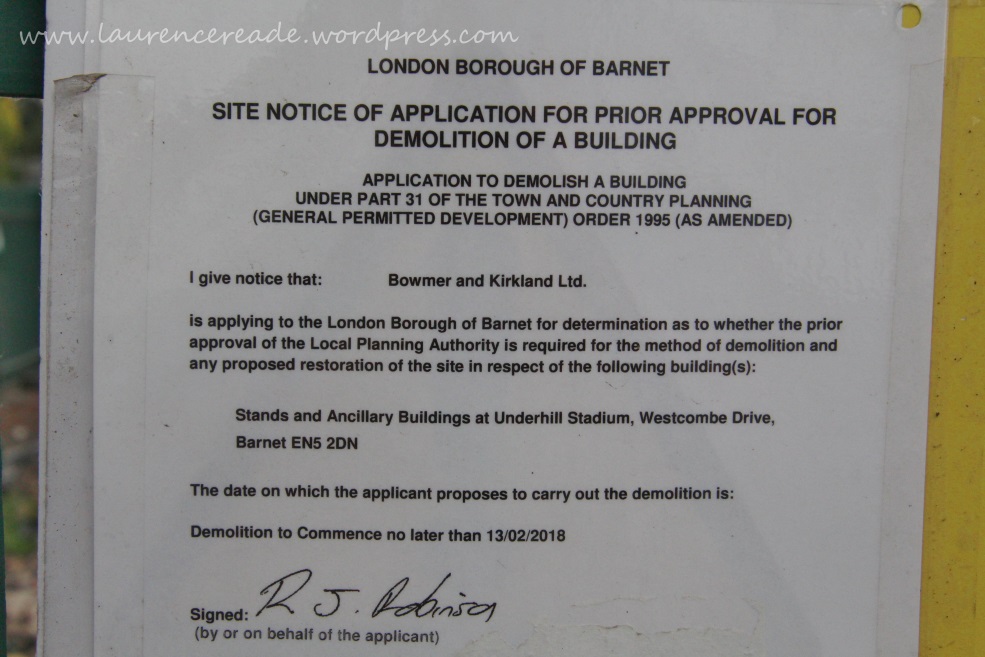 www.laurencereade.wordpress.com
LONDON BOROUGH OF BARNET
SITE NOTICE OF APPLICATION FOR PRIOR APPROVAL FOR
DEMOLITION OF A BUILDING
APPLICATION TO DEMOLISH A BUILDING
UNDER PART 31 OF THE TOWN AND COUNTRY PLANNING
(GENERAL PERMITTED DEVELOPMENT) ORDER 1995 (AS AMENDED)
I give notice that: Bowmer and Kirkland Ltd.
is applying to the London Borough of Barnet for determination as to whether the prior
approval of the Local Planning Authority is required for the method of demolition and
any proposed restoration of the site in respect of the following building(s):
Stands and Ancillary Buildings at Underhill Stadium, Westcombe Drive,
Barnet EN5 2DN
The date on which the applicant proposes to carry out the demolition is:
Demolition to Commence no later than 13/02/2018
Signed: R J. Robinson
(by or on behalf of the applicant)